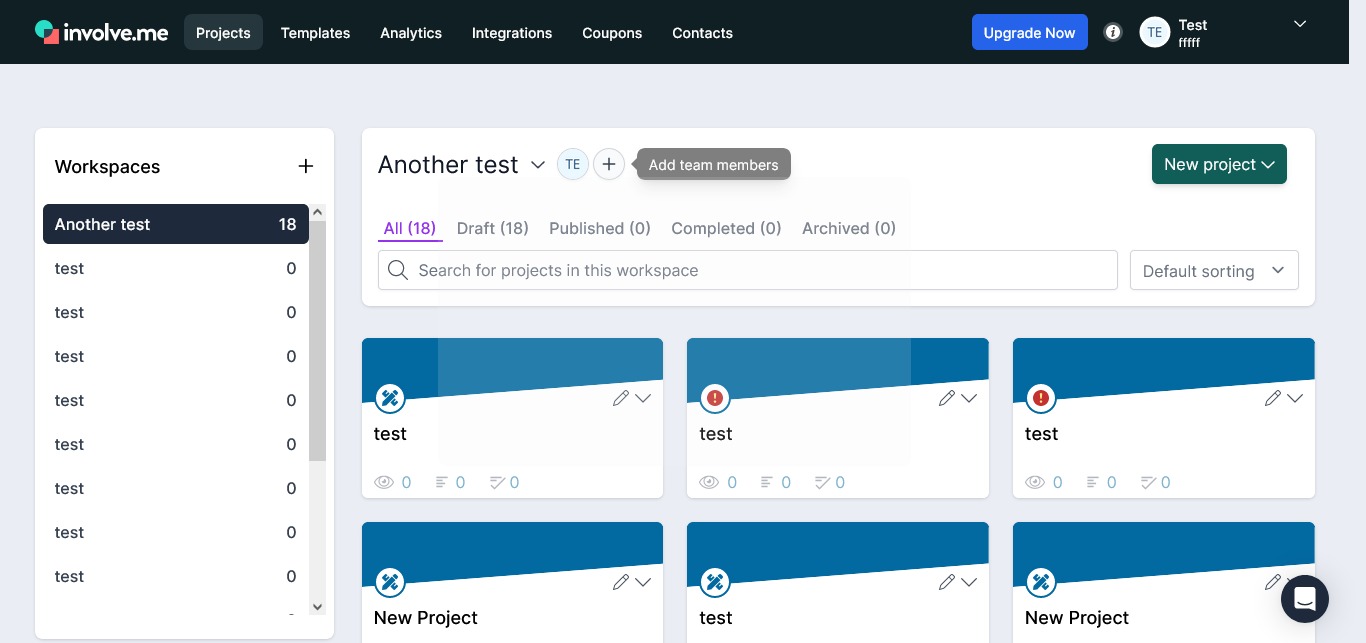 involve.me
Projects
Templates
Analytics
Integrations
Coupons
Contacts
Upgrade Now
TE
Test
fffff
Workspaces
Another test 18
test 0
test 0
test 0
test 0
test 0
test 0
test 0
test 0
Another test
TE
Add team members
New project
All (18)
Draft (18)
Published (0)
Completed (0)
Archived (0)
Search for projects in this workspace
Default sorting
test
0 0 0
test
0 0 0
test
0 0 0
New Project
test
New Project